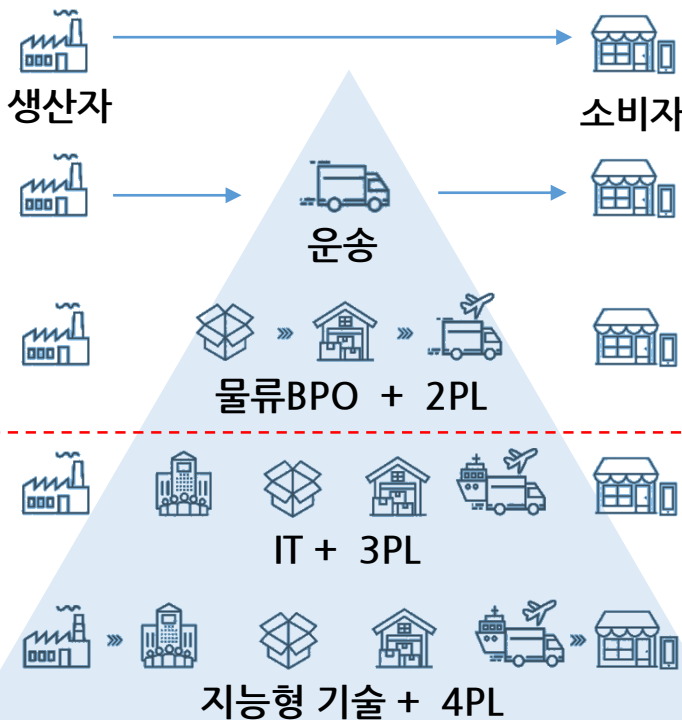 생산자
소비자
운송
물류BPO + 2PL
IT + 3PL
지능형 기술 + 4PL